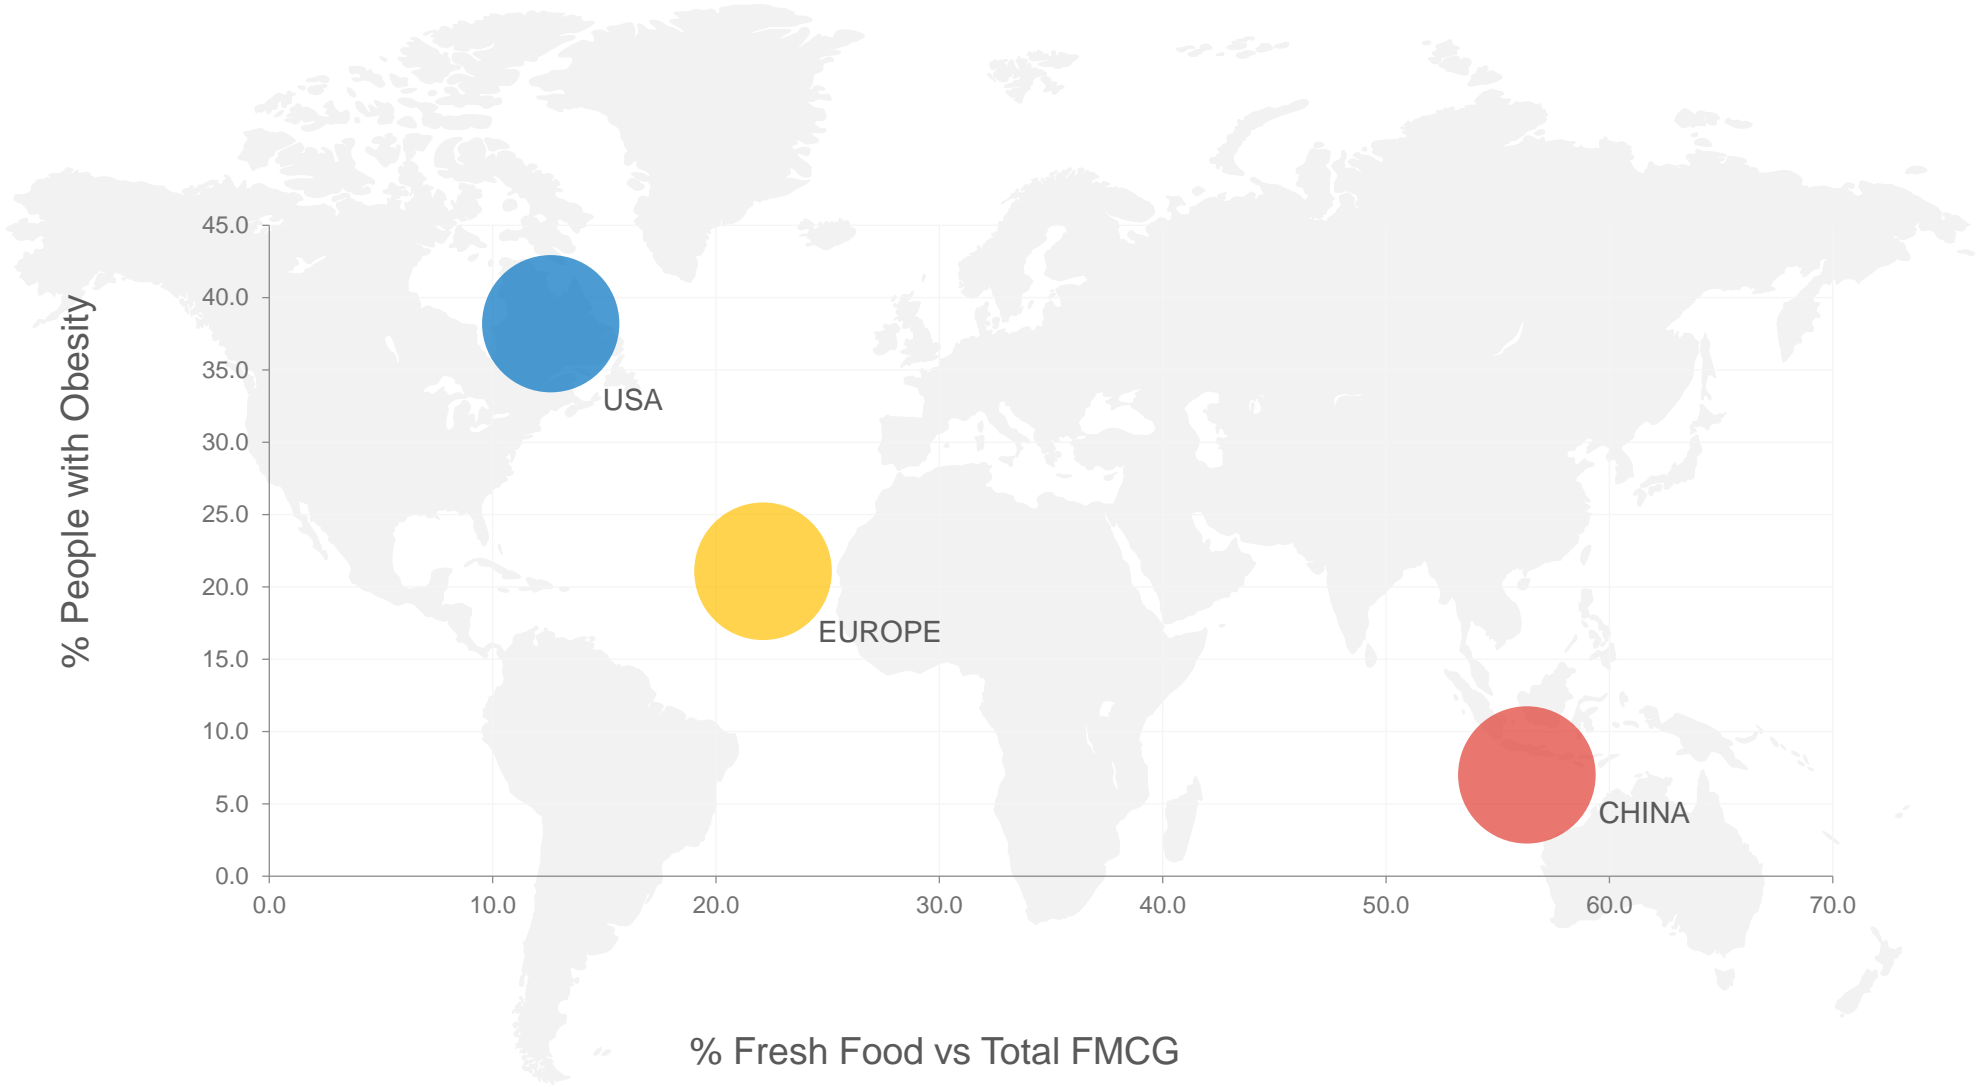 45.0
40.0
35.0
30.0
25.0
20.0
15.0
10.0
5.0
0.0
% People with Obesity
USA
EUROPE
CHINA
0.0 10.0 20.0 30.0 40.0 50.0 60.0 70.0
% Fresh Food vs Total FMCG